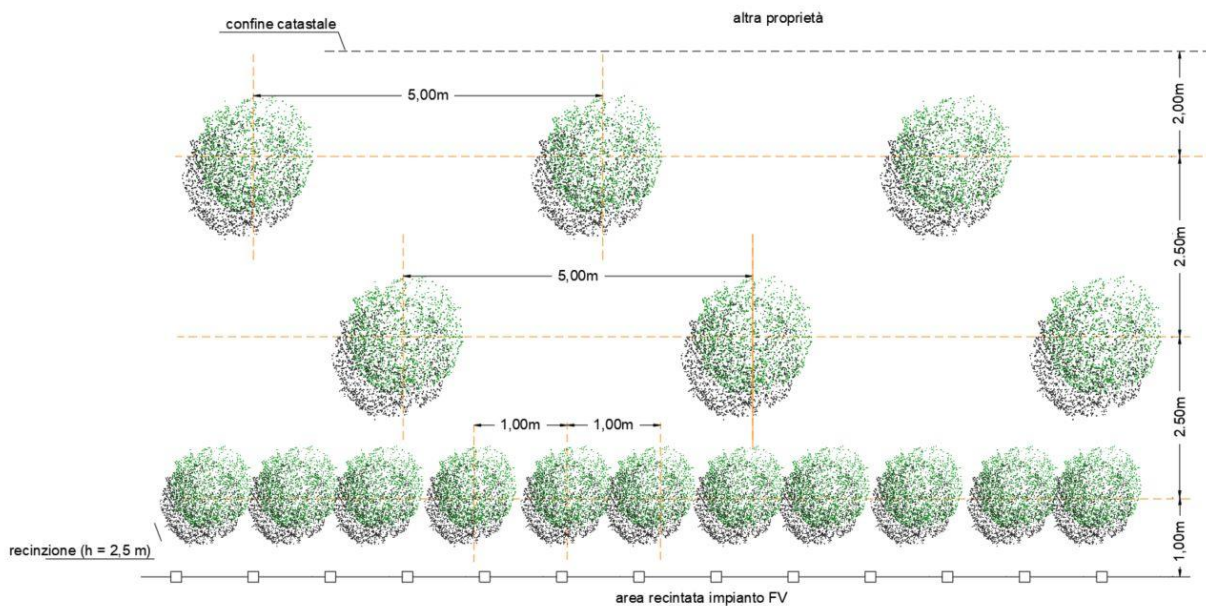 altra proprietà
confine catastale
5,00m
2,00m
5,00m
2.50m
1,00m 1,00m
2.50m
recinzione (h = 2,5 m)
1,00m
area recintata impianto FV